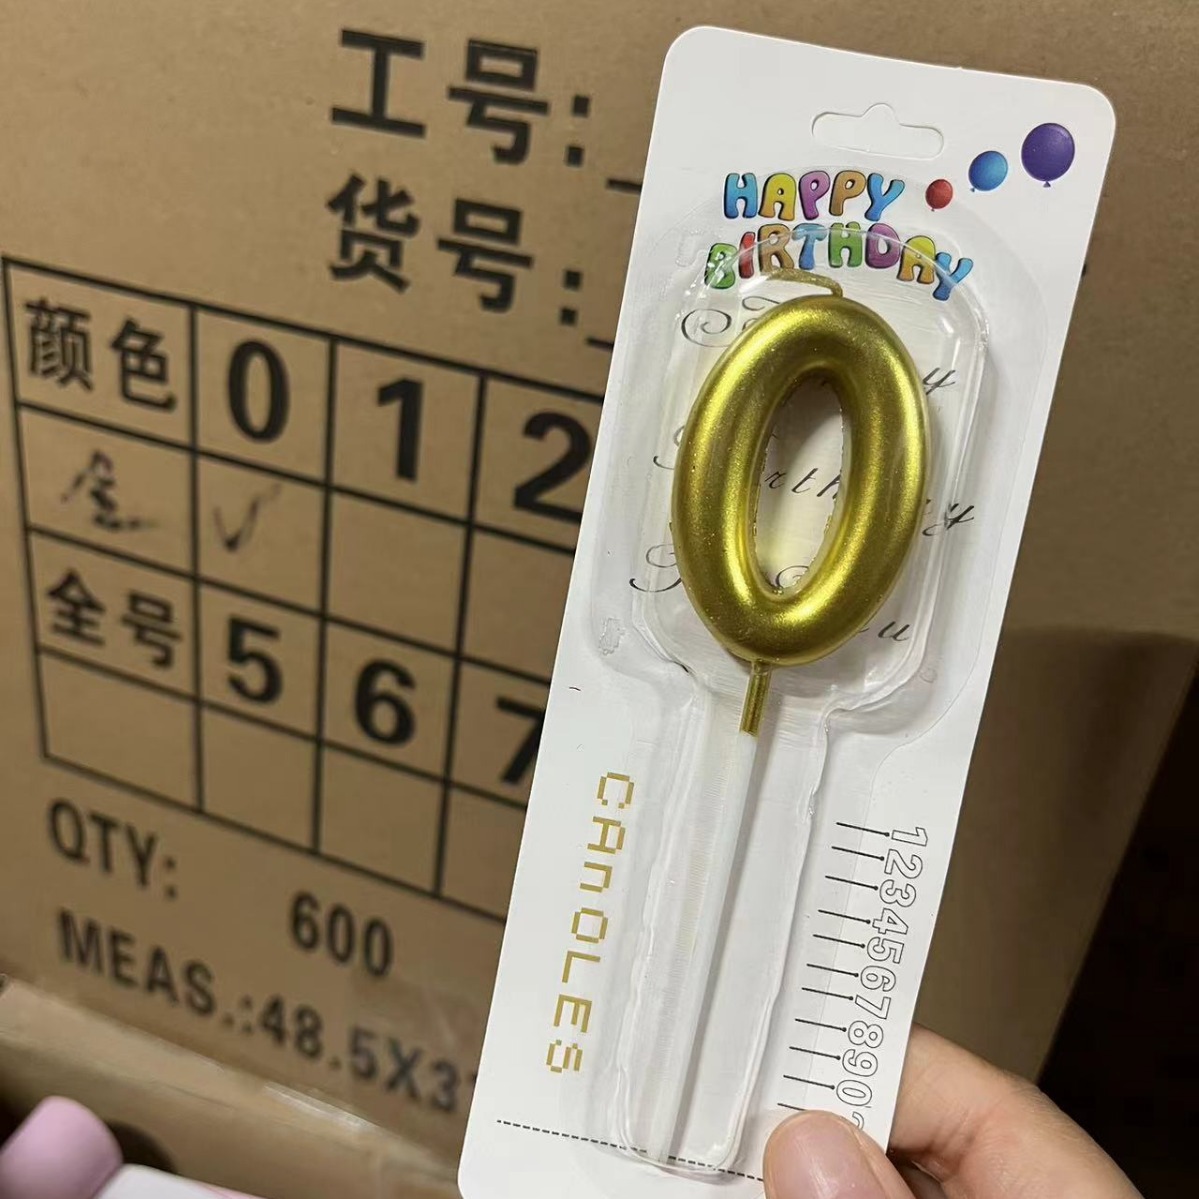 工号:
货号:
颜色 0 1 2
金 ✓
全号 5 6 7
QTY: 600
MEAS.:48.5X3
HAPPY
BIRTHDAY
CANDLES
1234567890